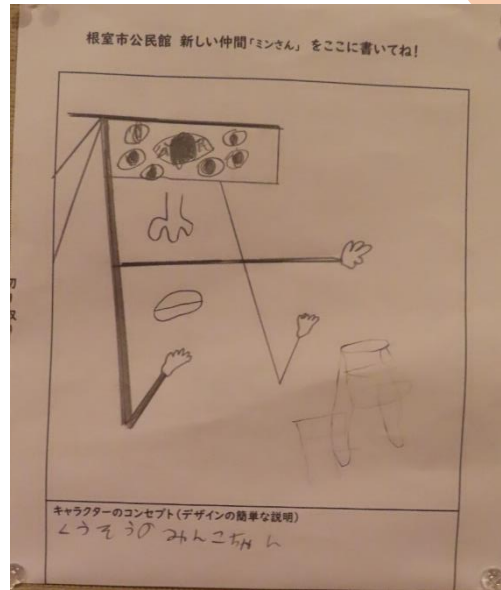 根室市公民館 新しい仲間「ミンさん」 をここに書いてね!
キャラクターのコンセプト(デザインの簡単な説明)
くうそうのみんこちゃん